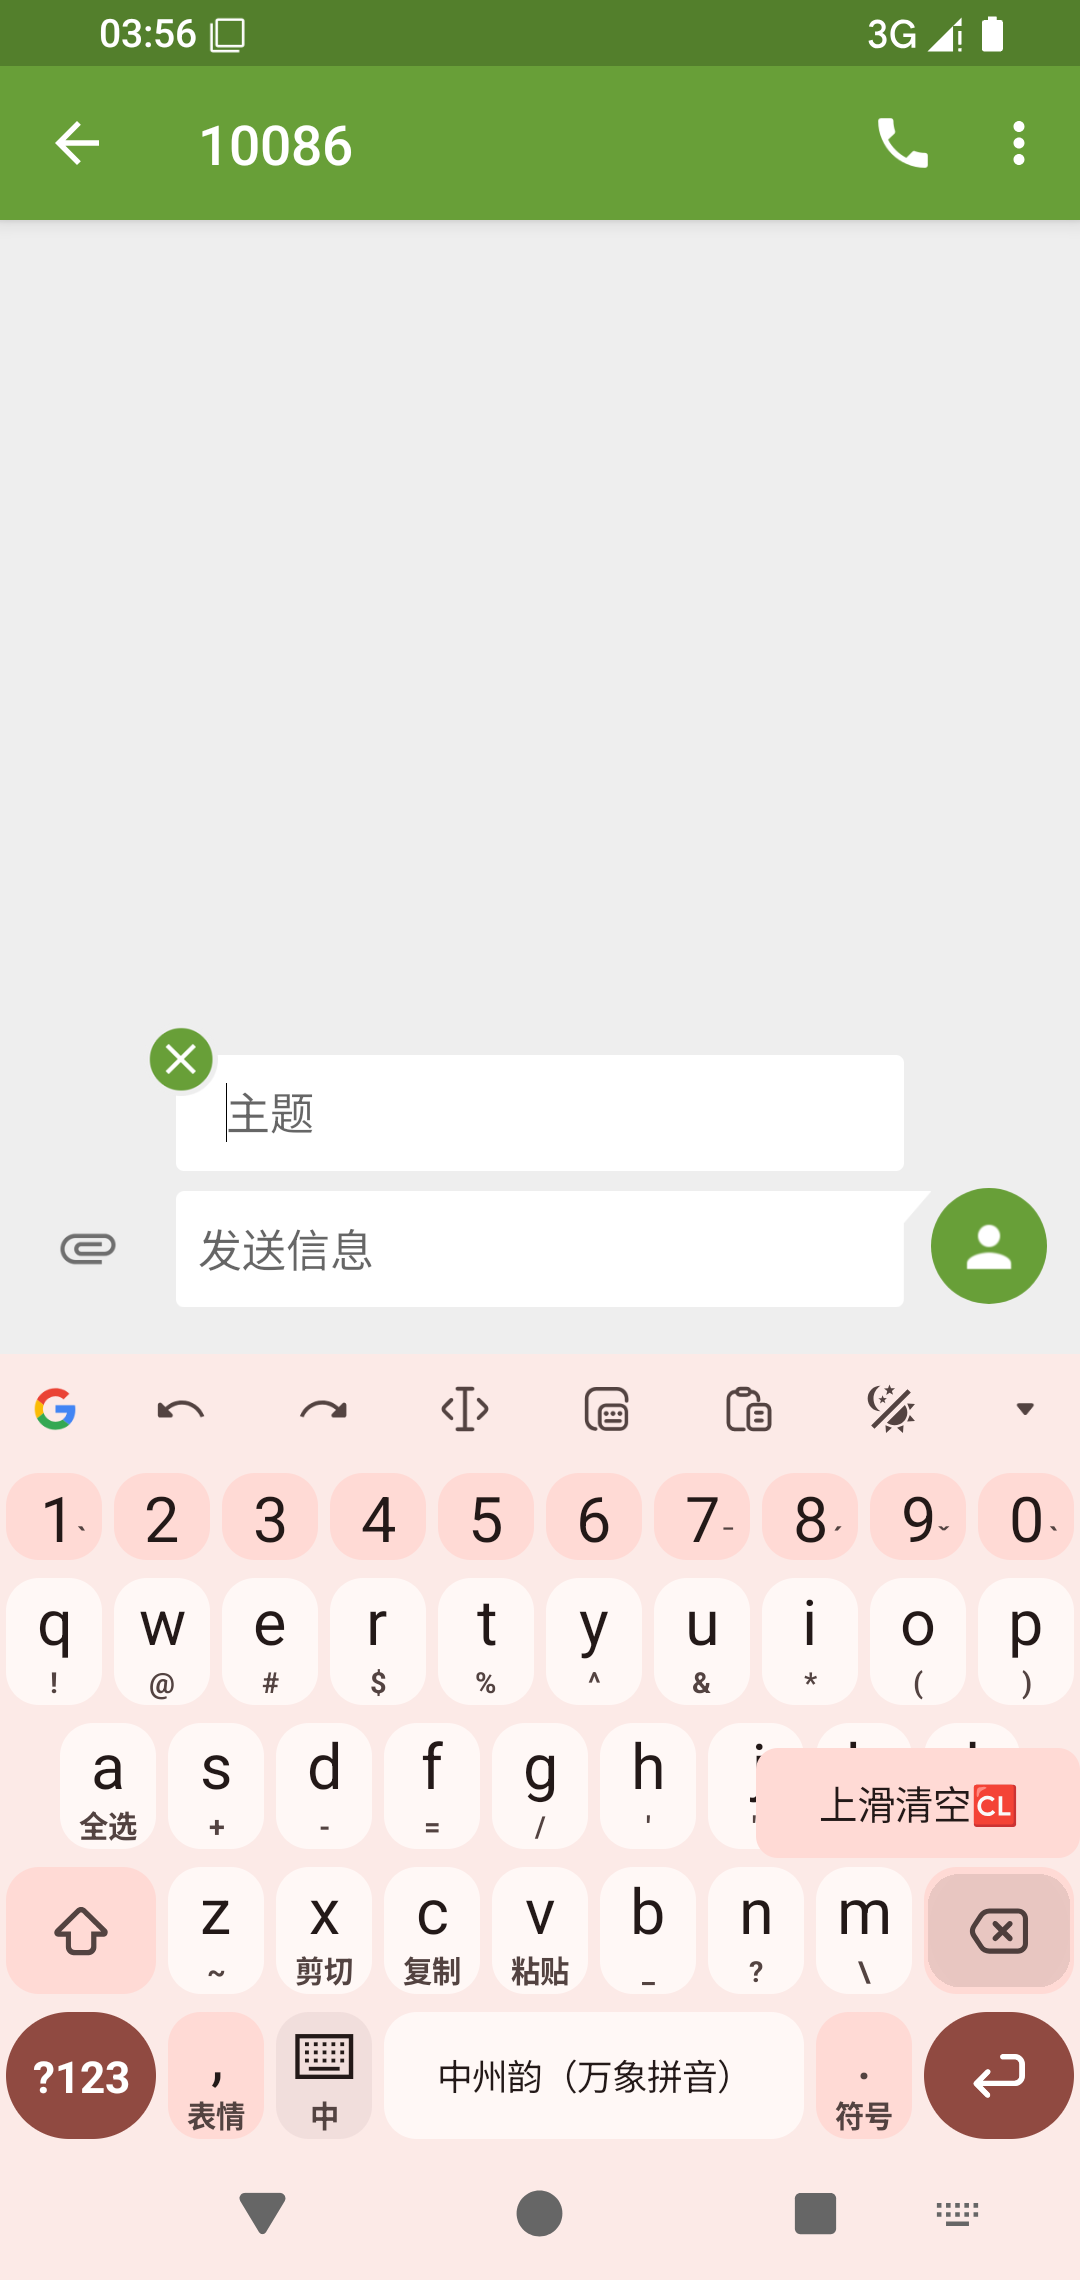 03:56 3G
10086
主题
发送信息
1 2 3 4 5 6 7 8 9 0
q w e r t y u i o p
! @ # $ % ^ & * ( )
a s d f g h
全选 + - = / '
上滑清空🆑
z x c v b n m
~ 剪切 复制 粘贴 _ ? \
?123 , 中州韵（万象拼音） .
表情 中 符号